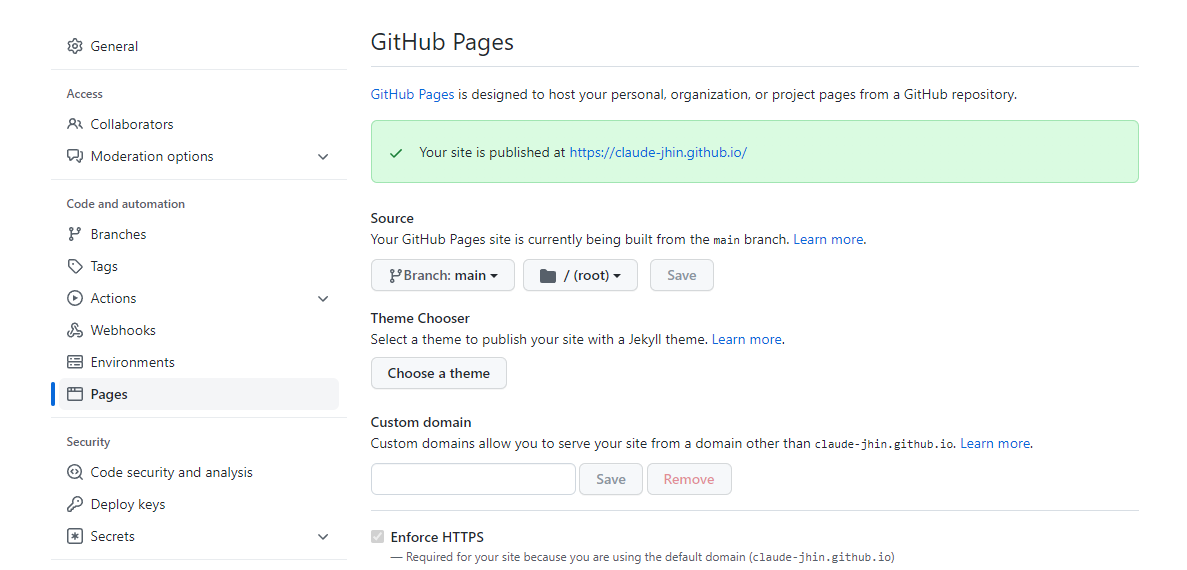 General
Access
Collaborators
Moderation options
Code and automation
Branches
Tags
Actions
Webhooks
Environments
Pages
Security
Code security and analysis
Deploy keys
Secrets
GitHub Pages
GitHub Pages is designed to host your personal, organization, or project pages from a GitHub repository.
Your site is published at https://claude-jhin.github.io/
Source
Your GitHub Pages site is currently being built from the main branch. Learn more.
Branch: main / (root) Save
Theme Chooser
Select a theme to publish your site with a Jekyll theme. Learn more.
Choose a theme
Custom domain
Custom domains allow you to serve your site from a domain other than claude-jhin.github.io. Learn more.
Save Remove
Enforce HTTPS
— Required for your site because you are using the default domain (claude-jhin.github.io)